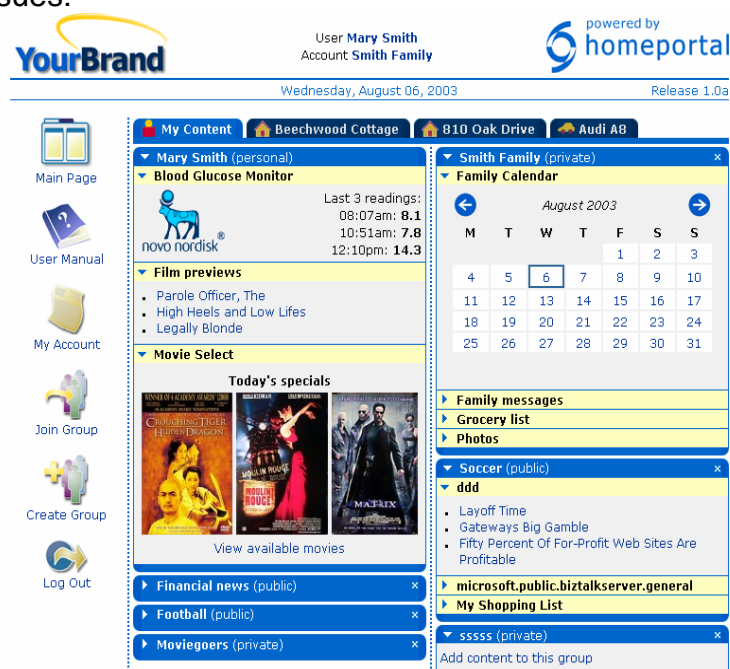 YourBrand
User Mary Smith
Account Smith Family
powered by
homeportal
Wednesday, August 06, 2003
Release 1.0a
Main Page
User Manual
My Account
Join Group
Create Group
Log Out
My Content
Beechwood Cottage
810 Oak Drive
Audi A8
Mary Smith (personal)
Blood Glucose Monitor
novo nordisk®
Last 3 readings:
08:07am: 8.1
10:51am: 7.8
12:10pm: 14.3
Film previews
Parole Officer, The
High Heels and Low Lifes
Legally Blonde
Movie Select
Today's specials
WINNER OF 4 ACADEMY AWARDS 2000
CROUCHING TIGER
HIDDEN DRAGON
MOULIN ROUGE
MOULIN
ROUGE
MATRIX
View available movies
Financial news (public) ×
Football (public) ×
Moviegoers (private) ×
Smith Family (private) ×
Family Calendar
August 2003
M T W T F S S
1 2 3
4 5 6 7 8 9 10
11 12 13 14 15 16 17
18 19 20 21 22 23 24
25 26 27 28 29 30 31
Family messages
Grocery list
Photos
Soccer (public) ×
ddd
Layoff Time
Gateways Big Gamble
Fifty Percent Of For-Profit Web Sites Are
Profitable
microsoft.public.biztalkserver.general
My Shopping List
sssss (private) ×
Add content to this group